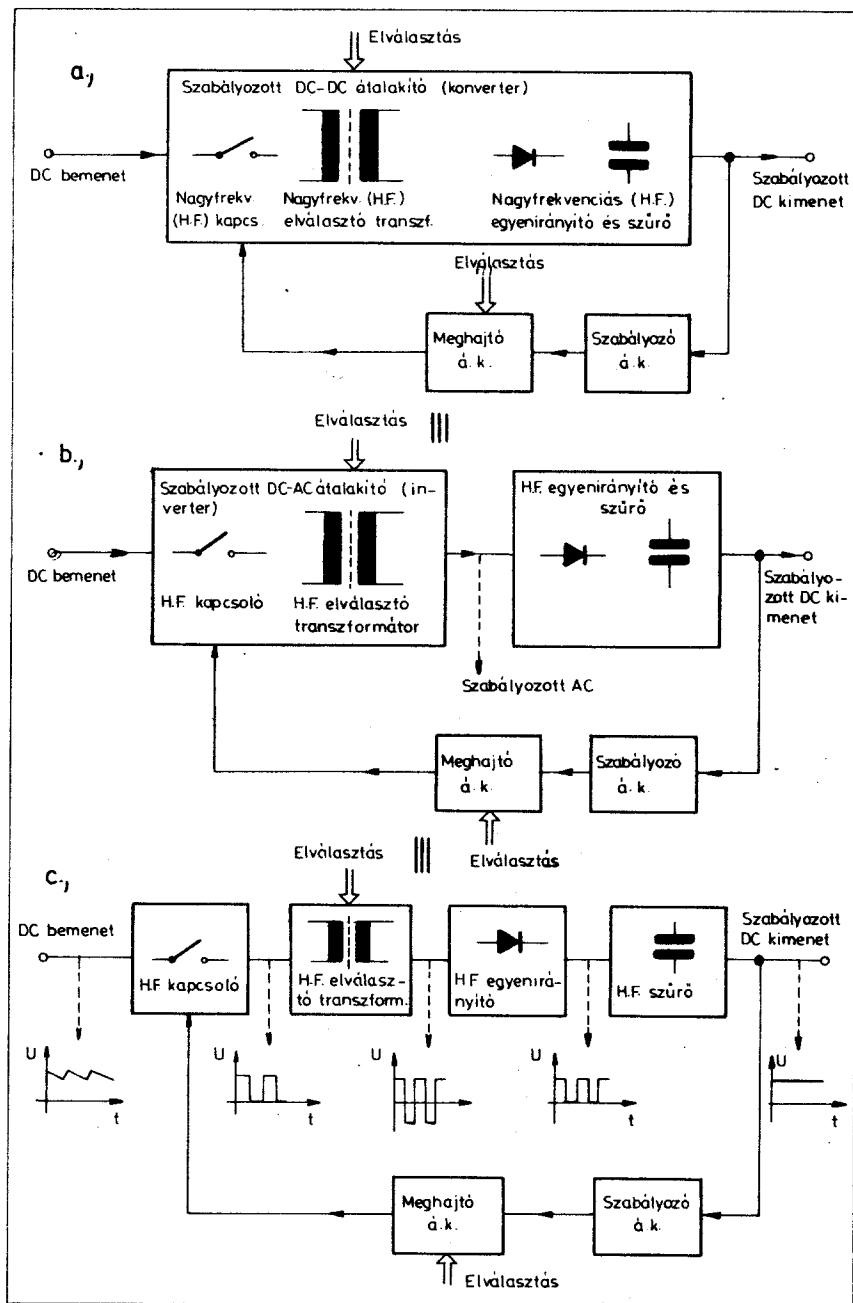 Elválasztás
a.,
Szabályozott DC-DC átalakító (konverter)
DC bemenet
Nagyfrekv.
(H.F.) kapcs.
Nagyfrekv. (H.F.)
elválasztó transzf.
Nagyfrekvenciás (H.F.)
egyenirányító és szűrő
Szabályozott
DC kimenet
Elválasztás
Meghajtó
á.k.
Szabályozó
á.k.
Elválasztás
b.,
Szabályozott DC-AC átalakító (in-
verter)
H.F. egyenirányító és
szűrő
DC bemenet
H.F. kapcsoló
H.F. elválasztó
transzformátor
Szabályo-
zott DC ki-
menet
Szabályozott AC
Meghajtó
á.k.
Szabályozó
á.k.
Elválasztás
Elválasztás
c.,
DC bemenet
Szabályozott
DC kimenet
H.F. kapcsoló
H.F. elválasz-
tó transzform.
H.F. egyenirá-
nyító
H.F. szűrő
U
t
U
t
U
t
U
t
U
t
Meghajtó
á.k.
Szabályozó
á.k.
Elválasztás